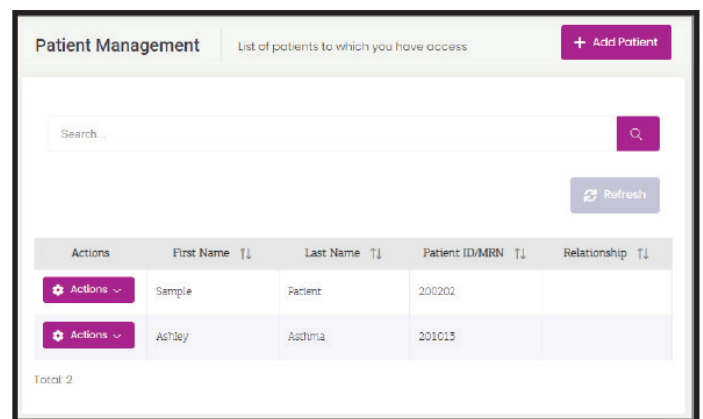 Patient Management List of patients to which you have access + Add Patient
Search...
Refresh
Actions First Name Last Name Patient ID/MRN Relationship
Actions Sample Patient 200202
Actions Ashley Asthma 201013
Total: 2